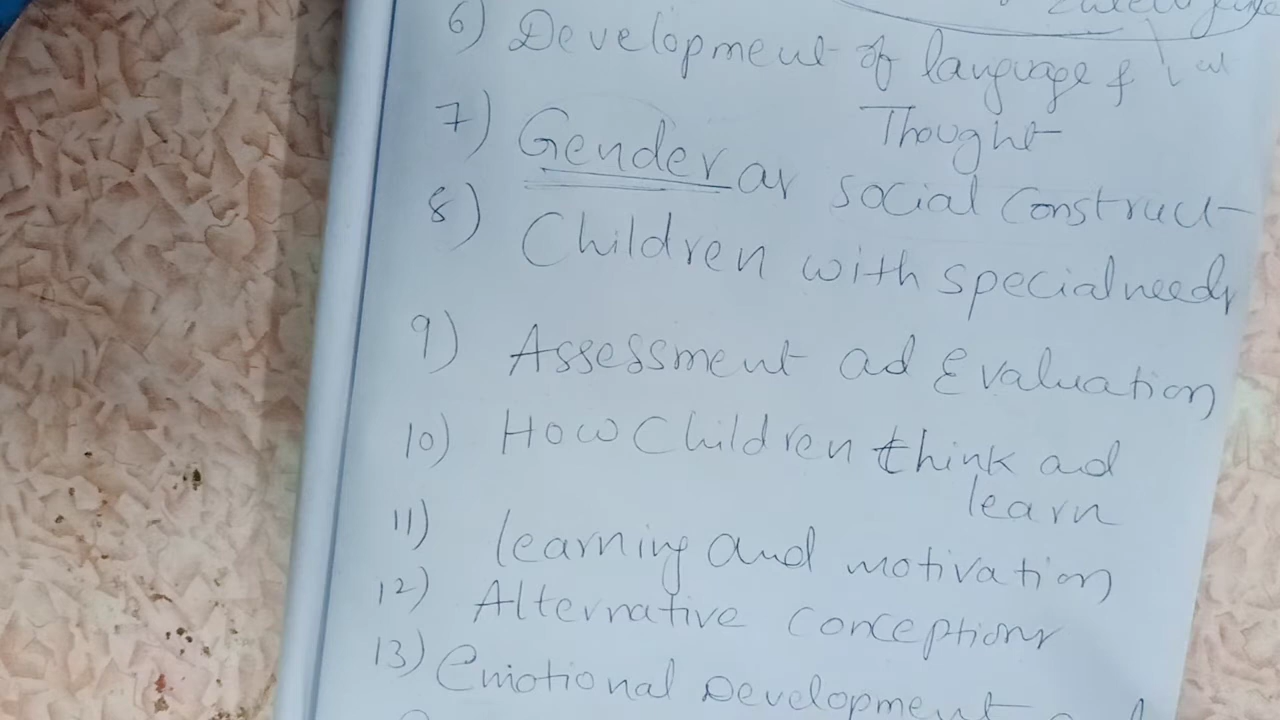 6) Development of language &
Thought
7) Gender as social construct
8) Children with special needs
9) Assessment ad Evaluation
10) How Children think ad
learn
11) learning and motivation
12) Alternative conceptions
13) Emotional Development